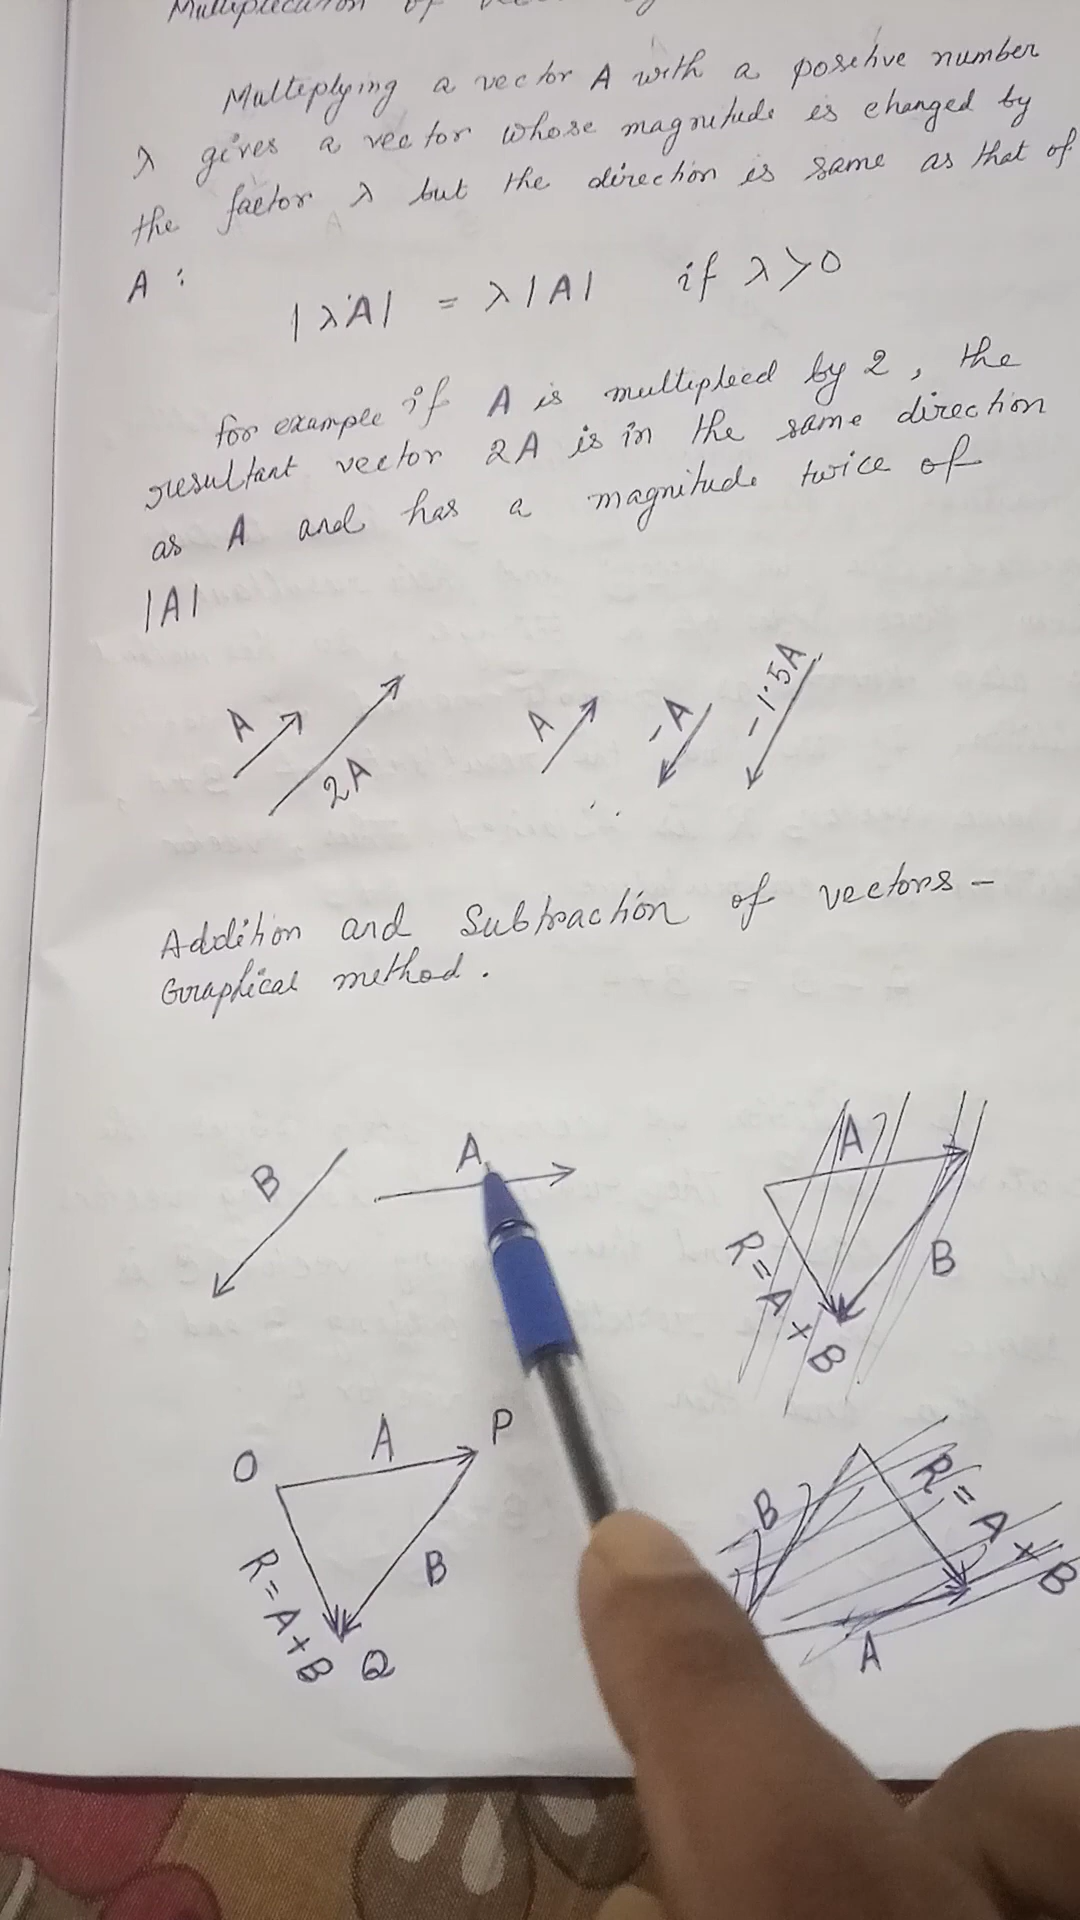 Multiplication of
Multiplying a vector A with a positive number
λ gives a vector whose magnitude is changed by
the factor λ but the direction is same as that of
A :
|λA| = λ|A| if λ>0
for example if A is multiplied by 2, the
resultant vector 2A is in the same direction
as A and has a magnitude twice of
|A|
A 2A A -A -1.5A
Addition and Subtraction of vectors -
Graphical method.
B A
A B R=A+B
O A P
B R=A+B Q
B R=A+B A